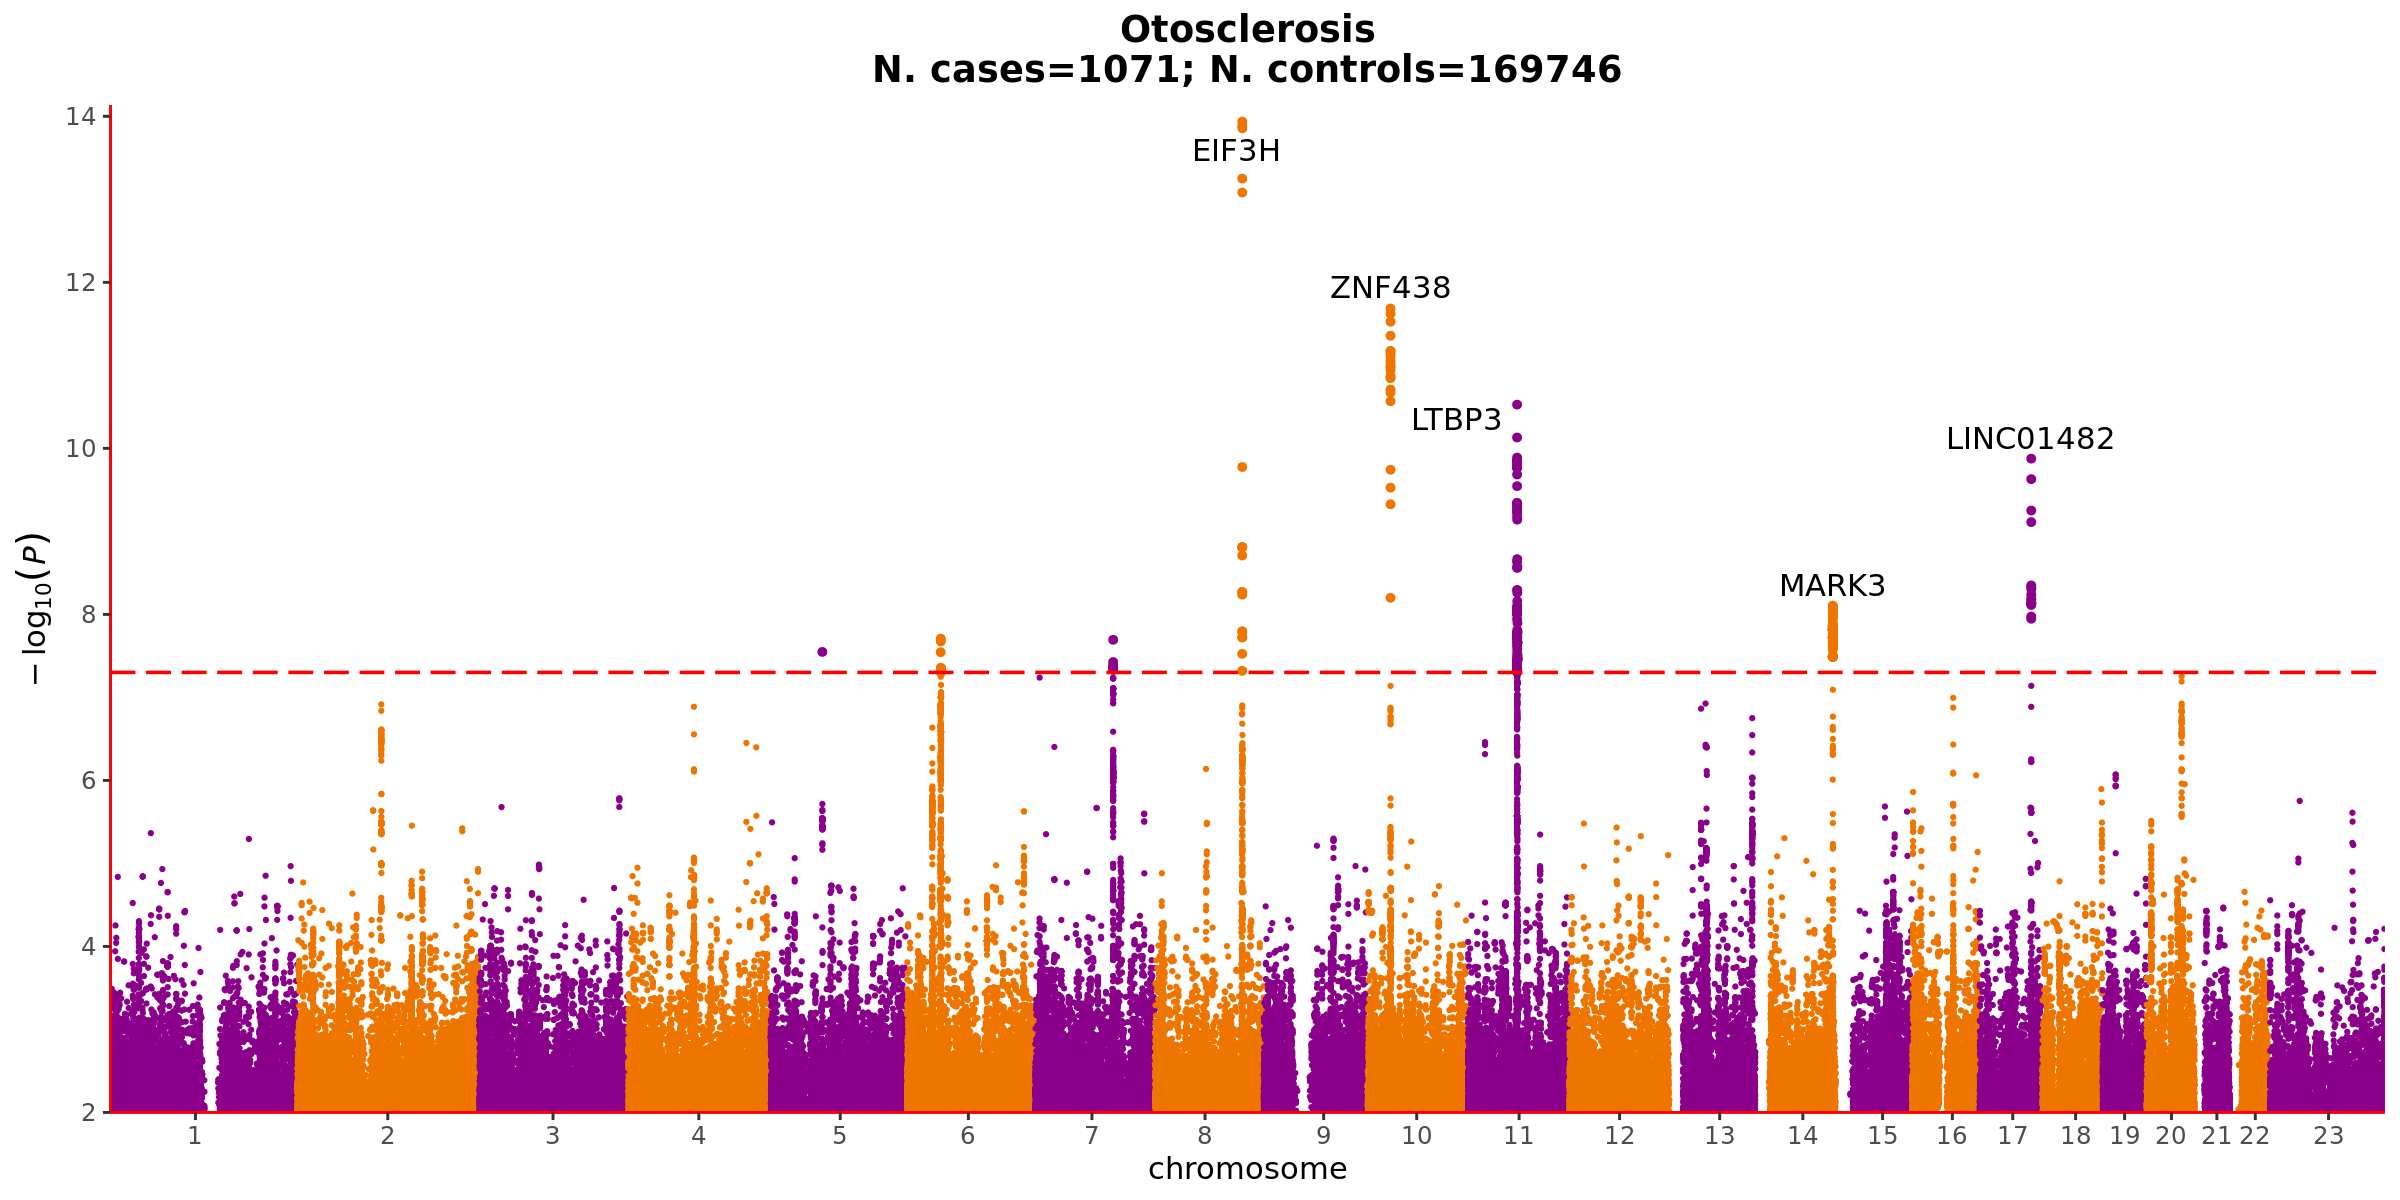 Otosclerosis
N. cases=1071; N. controls=169746
14
EIF3H
12
ZNF438
LTBP3
10
LINC01482
−log₁₀(P)
8
MARK3
6
4
2
1 2 3 4 5 6 7 8 9 10 11 12 13 14 15 16 17 18 19 20 21 22 23
chromosome